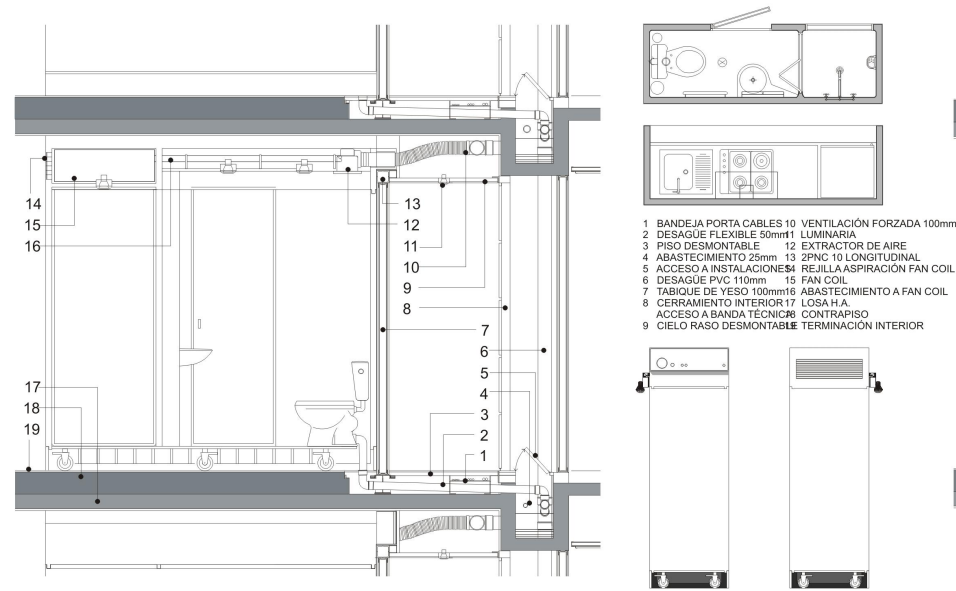 14
15
16
13
12
11
10
9
8
7
6
5
4
3
2
1
17
18
19
1 BANDEJA PORTA CABLES 10 VENTILACIÓN FORZADA 100mm
2 DESAGÜE FLEXIBLE 50mm 11 LUMINARIA
3 PISO DESMONTABLE 12 EXTRACTOR DE AIRE
4 ABASTECIMIENTO 25mm 13 2PNC 10 LONGITUDINAL
5 ACCESO A INSTALACIONES 14 REJILLA ASPIRACIÓN FAN COIL
6 DESAGÜE PVC 110mm 15 FAN COIL
7 TABIQUE DE YESO 100mm 16 ABASTECIMIENTO A FAN COIL
8 CERRAMIENTO INTERIOR 17 LOSA H.A.
ACCESO A BANDA TÉCNICA 18 CONTRAPISO
9 CIELO RASO DESMONTABLE 19 TERMINACIÓN INTERIOR